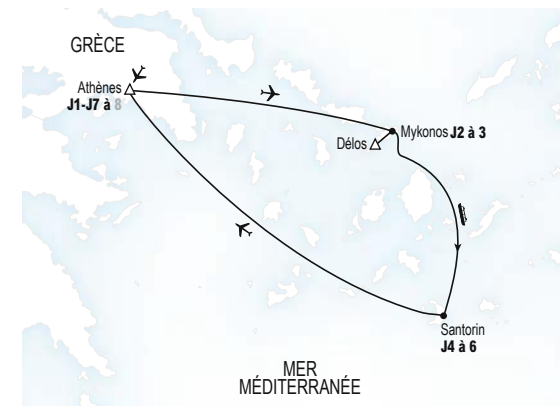 GRÈCE
Athènes
J1-J7 à 8
Mykonos J2 à 3
Délos
Santorin
J4 à 6
MER
MÉDITERRANÉE